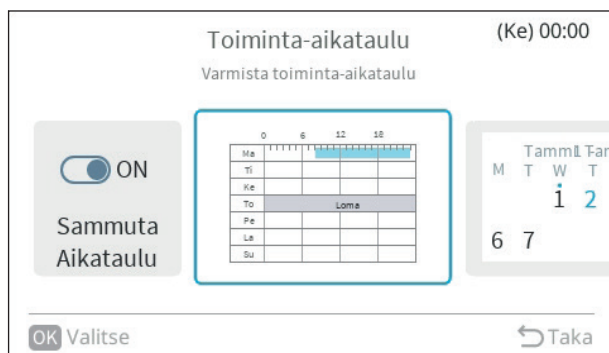 (Ke) 00:00
Toiminta-aikataulu
Varmista toiminta-aikataulu
ON
Sammuta
Aikataulu
0 6 12 18
Ma
Ti
Ke
To Loma
Pe
La
Su
M T W T
1 2
6 7
OK Valitse
Taka